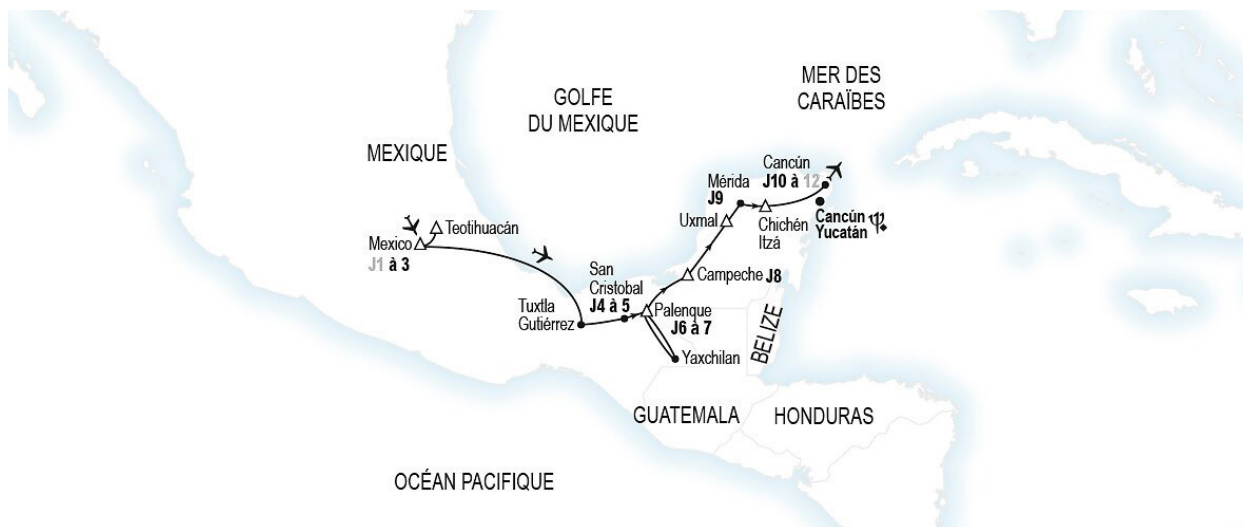 MER DES
CARAÏBES
GOLFE
DU MEXIQUE
MEXIQUE
Teotihuacán
Mexico
J1 à 3
Tuxtla
Gutiérrez
San
Cristobal
J4 à 5
Palenque
J6 à 7
Yaxchilan
Campeche J8
Uxmal
Mérida
J9
Chichén
Itzá
Cancún
J10 à 12
Cancún
Yucatán
BELIZE
GUATEMALA
HONDURAS
OCÉAN PACIFIQUE